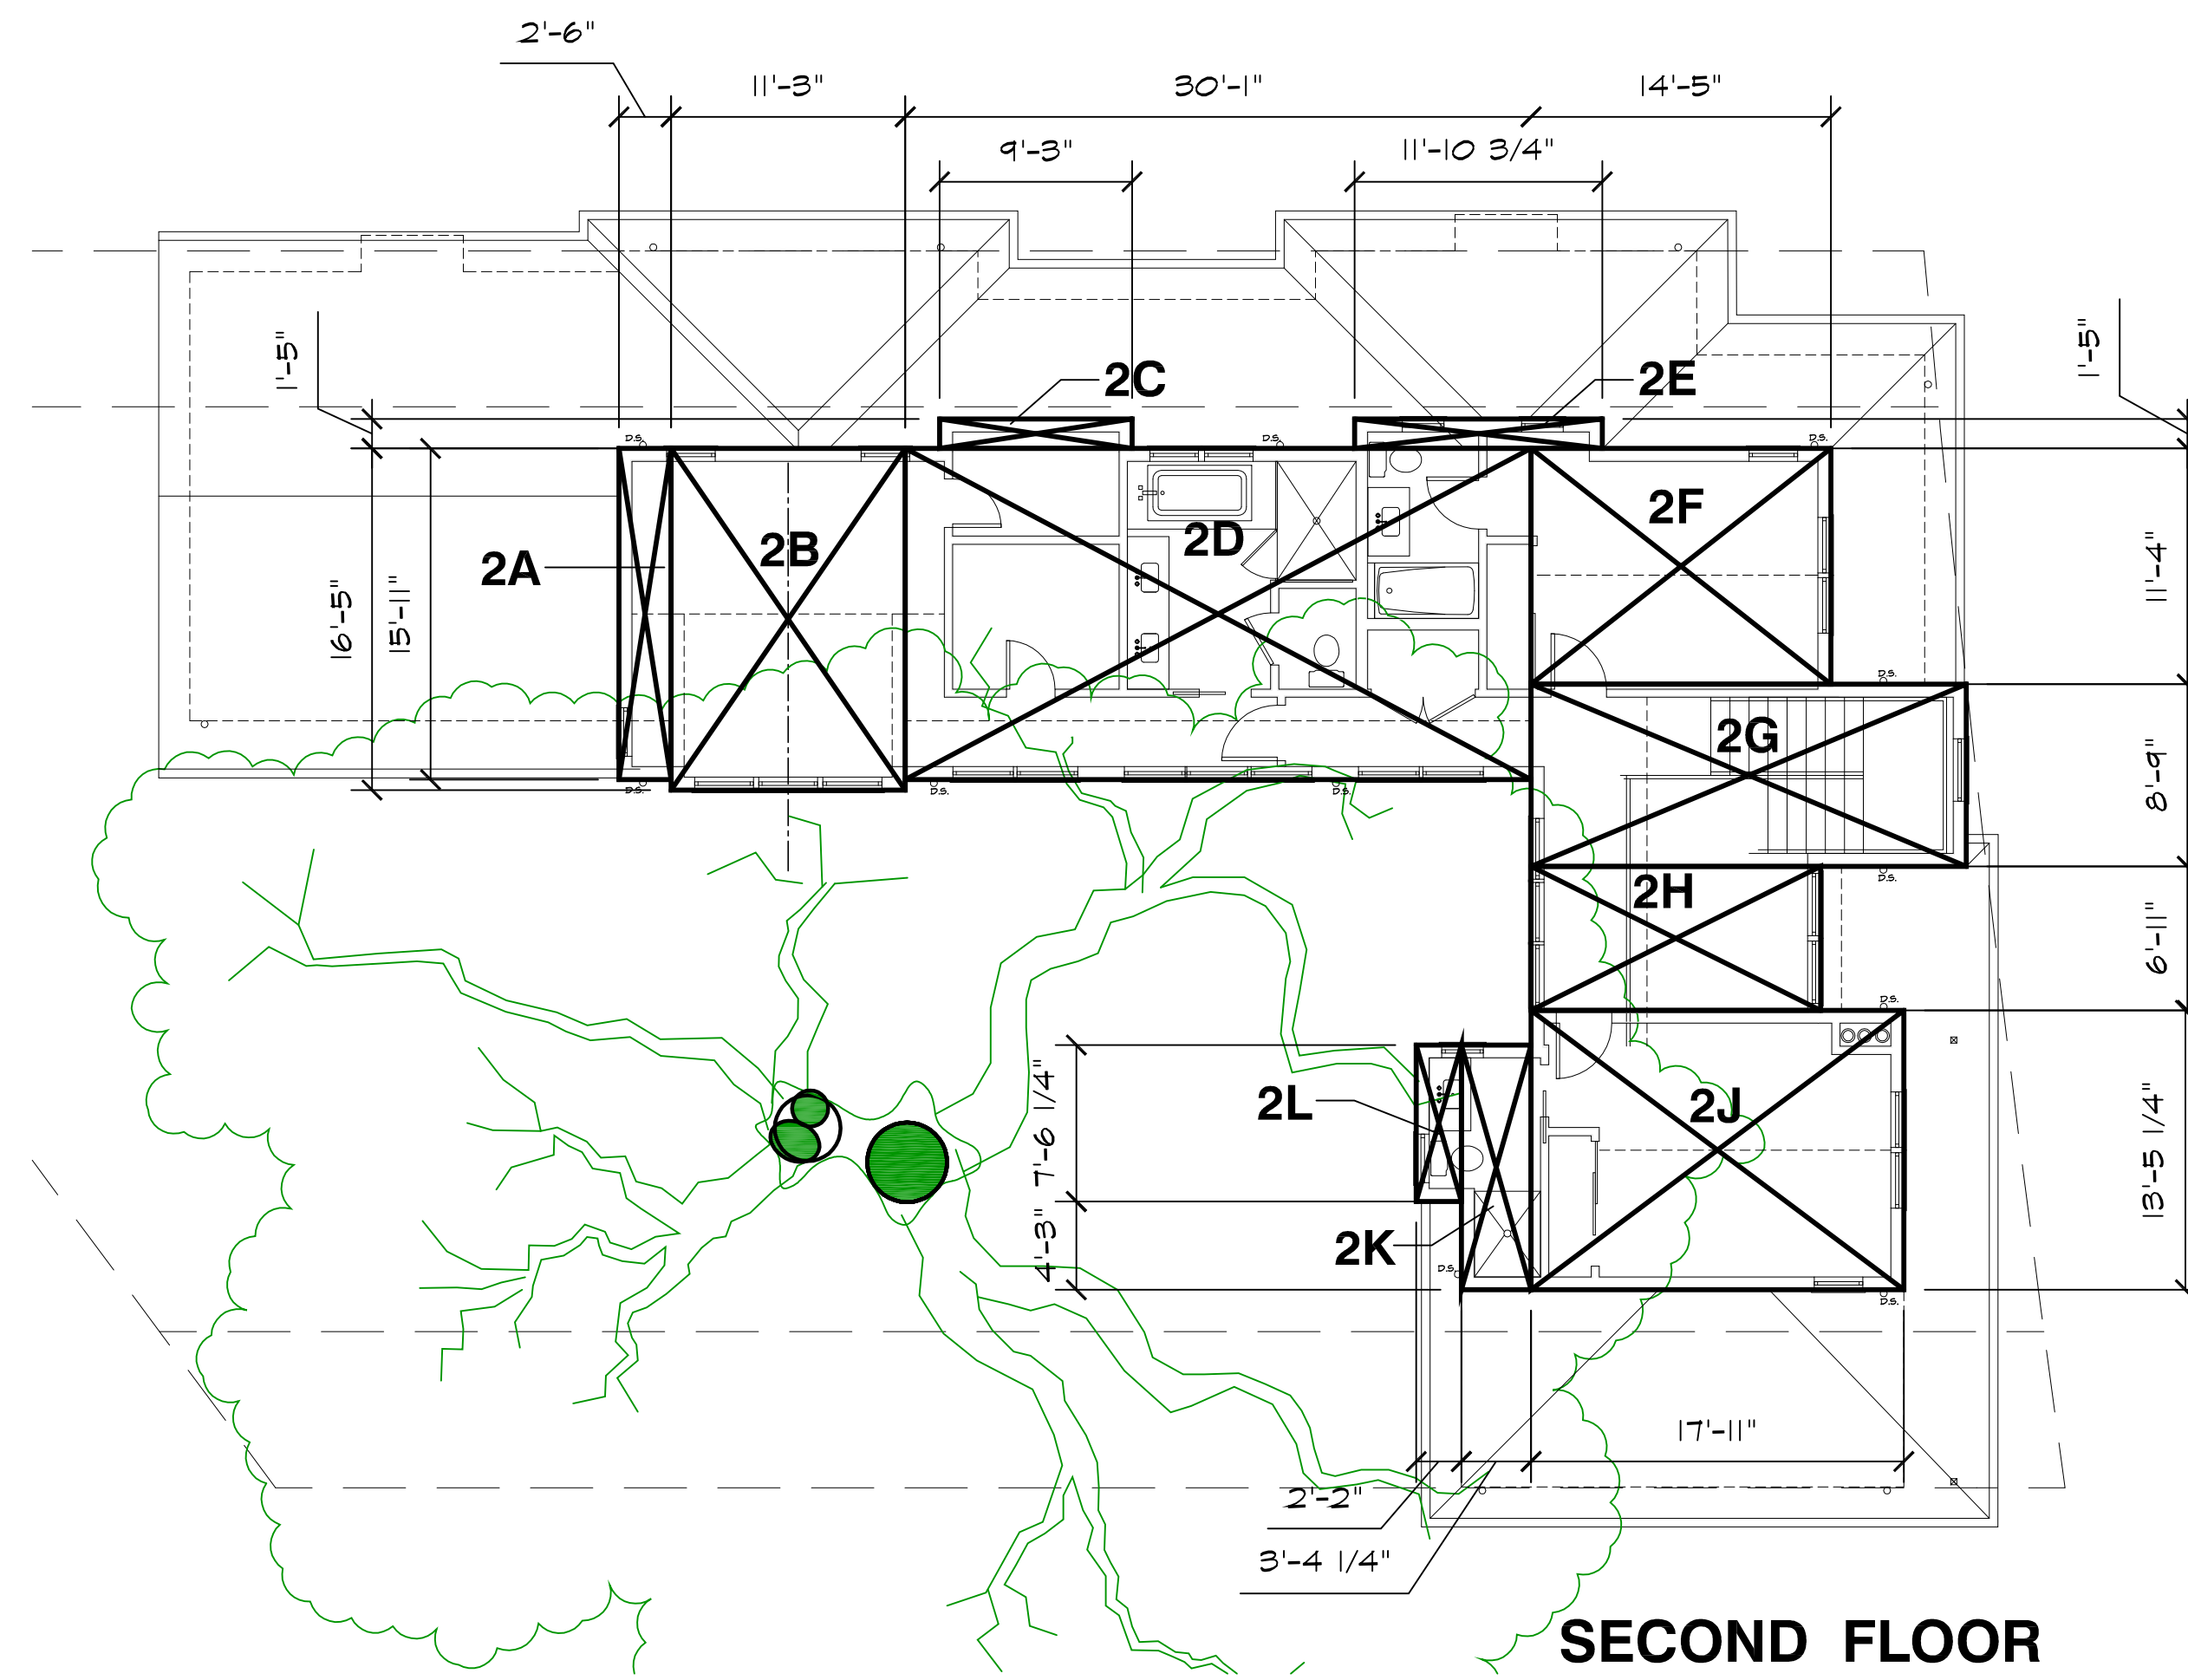 2'-6"
11'-3" 30'-1" 14'-5"
9'-3" 11'-10 3/4"
1'-5" 1'-5"
2C 2E
D.S. D.S. D.S.
2F
2B 2D
2A
11'-4"
16'-5" 15'-11"
D.S.
2G
8'-9"
D.S. D.S. D.S.
D.S.
2H
6'-11"
D.S.
2L 2J
7'-6 1/4"
13'-5 1/4"
4'-3"
2K
D.S.
D.S.
17'-11"
2'-2"
3'-4 1/4"
SECOND FLOOR